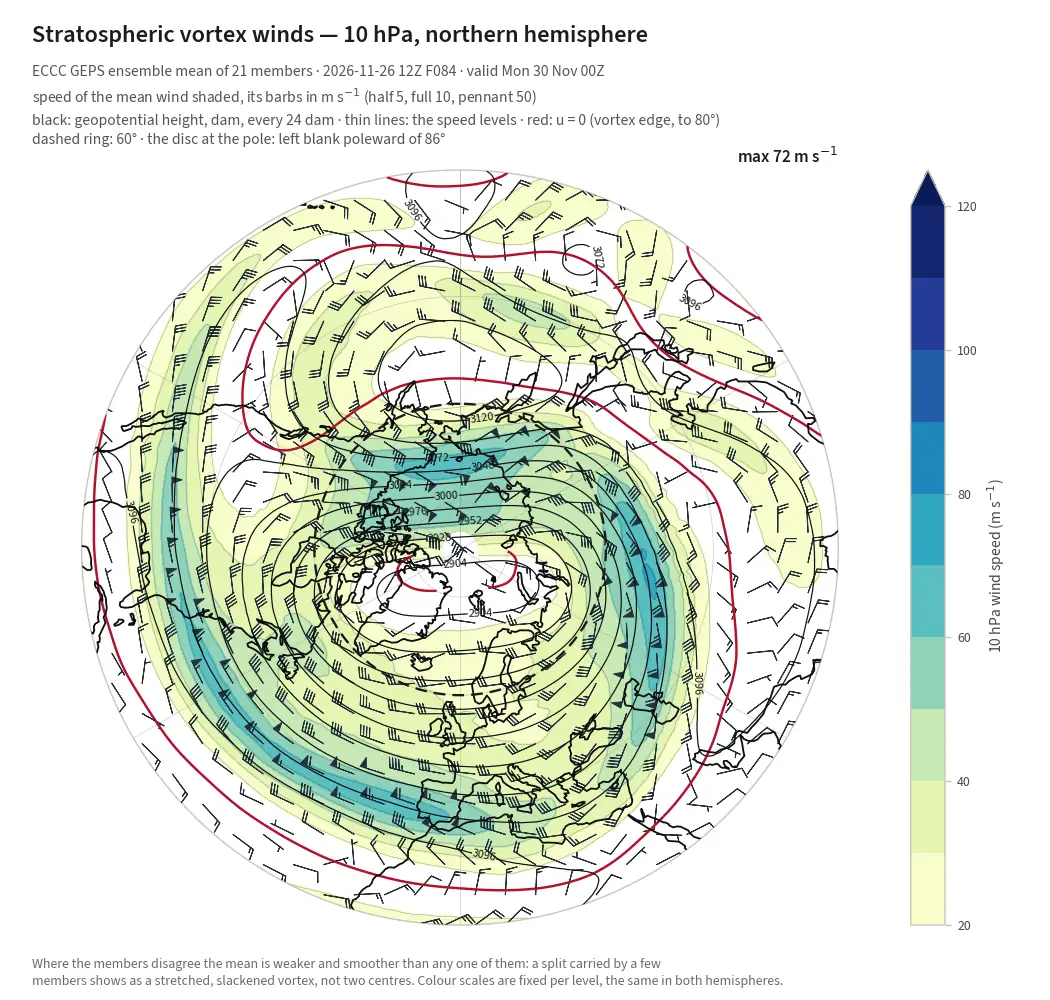 Stratospheric vortex winds — 10 hPa, northern hemisphere
ECCC GEPS ensemble mean of 21 members · 2026-11-26 12Z F084 · valid Mon 30 Nov 00Z
speed of the mean wind shaded, its barbs in m s⁻¹ (half 5, full 10, pennant 50)
black: geopotential height, dam, every 24 dam · thin lines: the speed levels · red: u = 0 (vortex edge, to 80°)
dashed ring: 60° · the disc at the pole: left blank poleward of 86°
max 72 m s⁻¹
3096
3072
3096
3120
3072
3048
3024
3000
2976
2952
3096
2928
2904
2904
3096
3096
120
100
80
60
40
20
10 hPa wind speed (m s⁻¹)
Where the members disagree the mean is weaker and smoother than any one of them: a split carried by a few
members shows as a stretched, slackened vortex, not two centres. Colour scales are fixed per level, the same in both hemispheres.